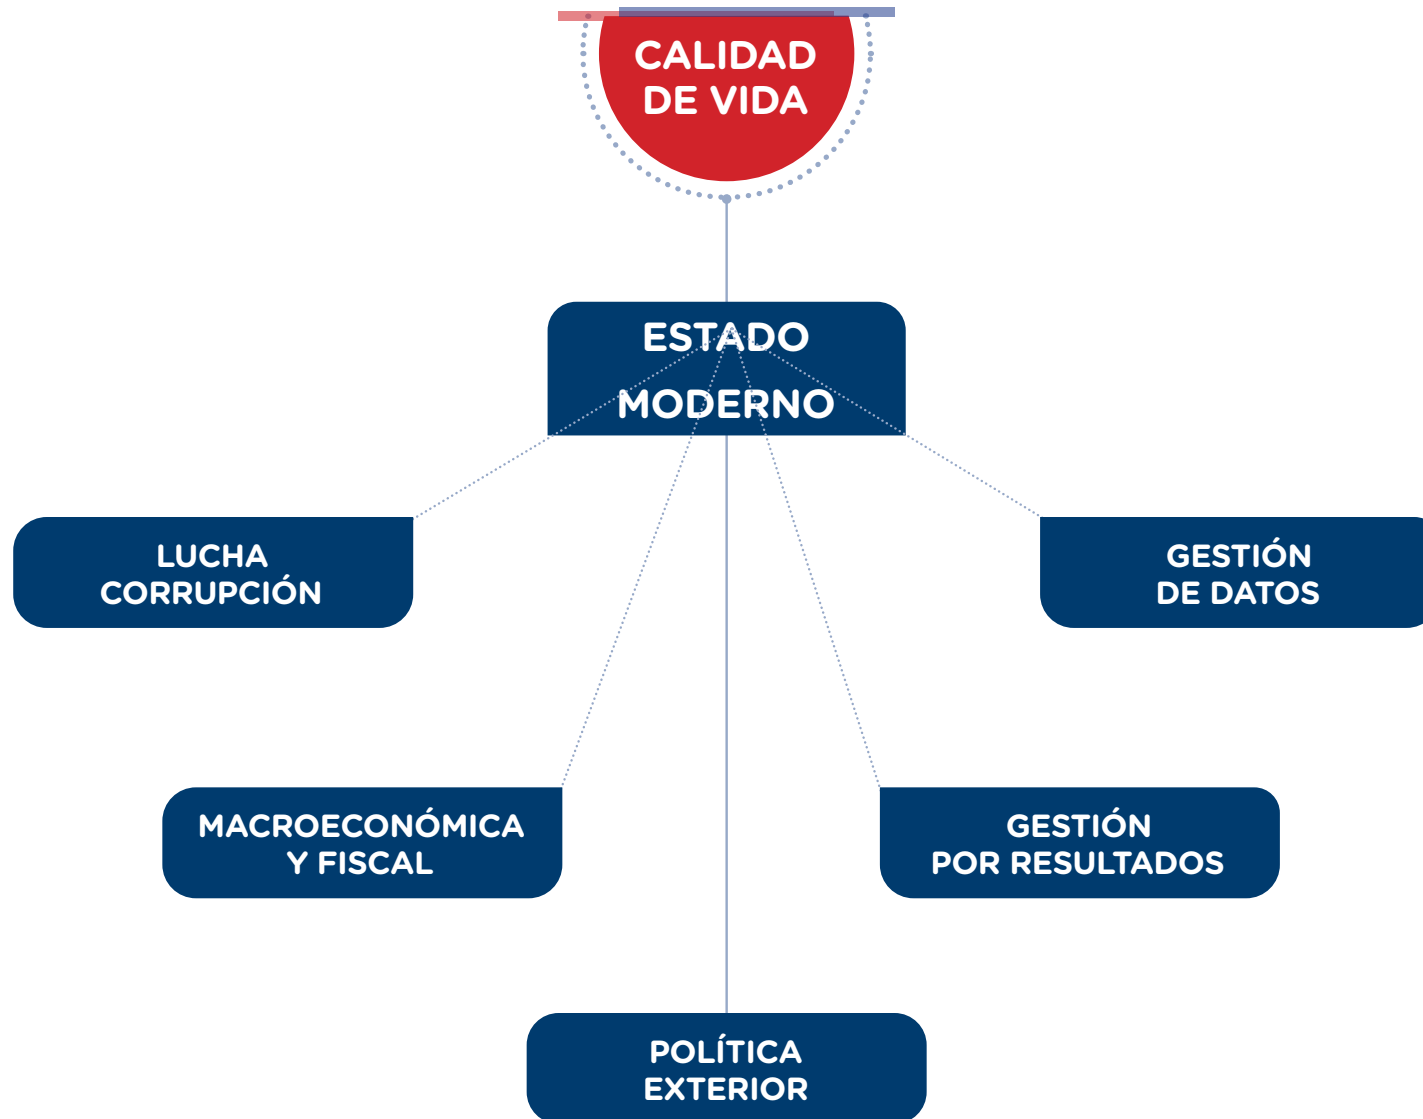 CALIDAD
DE VIDA
ESTADO
MODERNO
LUCHA
CORRUPCIÓN
GESTIÓN
DE DATOS
MACROECONÓMICA
Y FISCAL
GESTIÓN
POR RESULTADOS
POLÍTICA
EXTERIOR